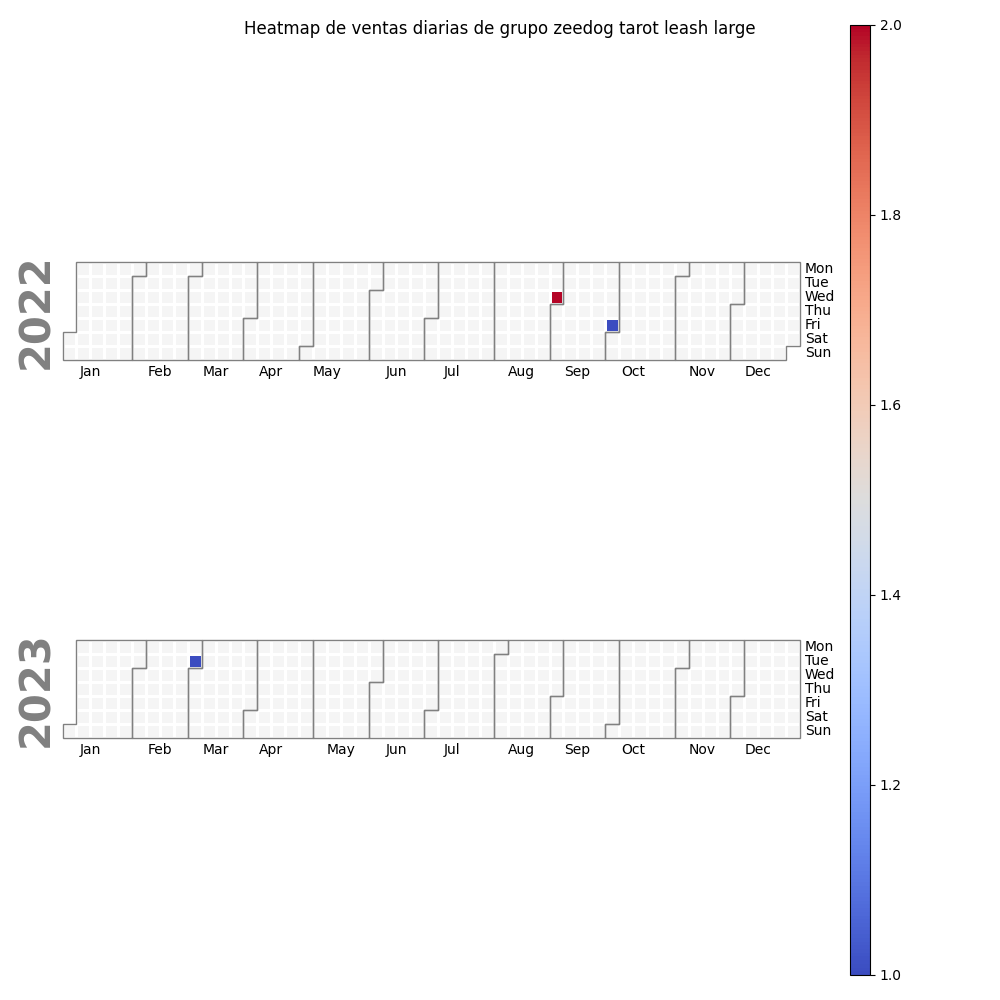 Heatmap de ventas diarias de grupo zeedog tarot leash large
2.0
1.8
1.6
1.4
1.2
1.0
2022
Mon
Tue
Wed
Thu
Fri
Sat
Sun
Jan Feb Mar Apr May Jun Jul Aug Sep Oct Nov Dec
2023
Mon
Tue
Wed
Thu
Fri
Sat
Sun
Jan Feb Mar Apr May Jun Jul Aug Sep Oct Nov Dec